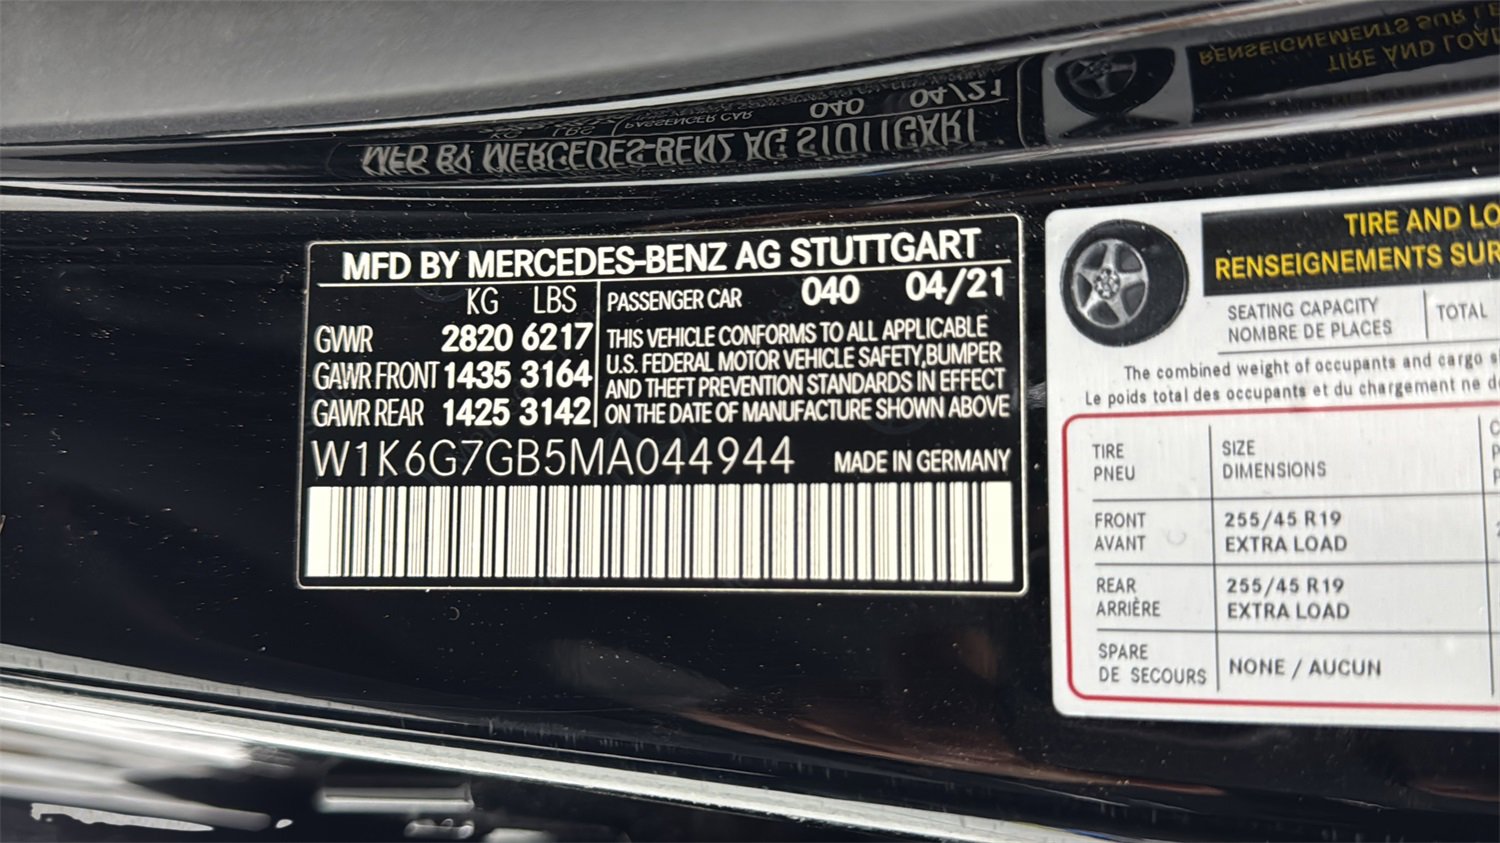 MFD BY MERCEDES-BENZ AG STUTTGART
KG LBS PASSENGER CAR 040 04/21
GVWR 2820 6217
GAWR FRONT 1435 3164
GAWR REAR 1425 3142
THIS VEHICLE CONFORMS TO ALL APPLICABLE
U.S. FEDERAL MOTOR VEHICLE SAFETY,BUMPER
AND THEFT PREVENTION STANDARDS IN EFFECT
ON THE DATE OF MANUFACTURE SHOWN ABOVE
W1K6G7GB5MA044944 MADE IN GERMANY
TIRE AND LO
RENSEIGNEMENTS SUR
SEATING CAPACITY
NOMBRE DE PLACES
TOTAL
The combined weight of occupants and cargo s
Le poids total des occupants et du chargement ne d
TIRE
PNEU
SIZE
DIMENSIONS
FRONT
AVANT
255/45 R19
EXTRA LOAD
REAR
ARRIÈRE
255/45 R19
EXTRA LOAD
SPARE
DE SECOURS
NONE / AUCUN